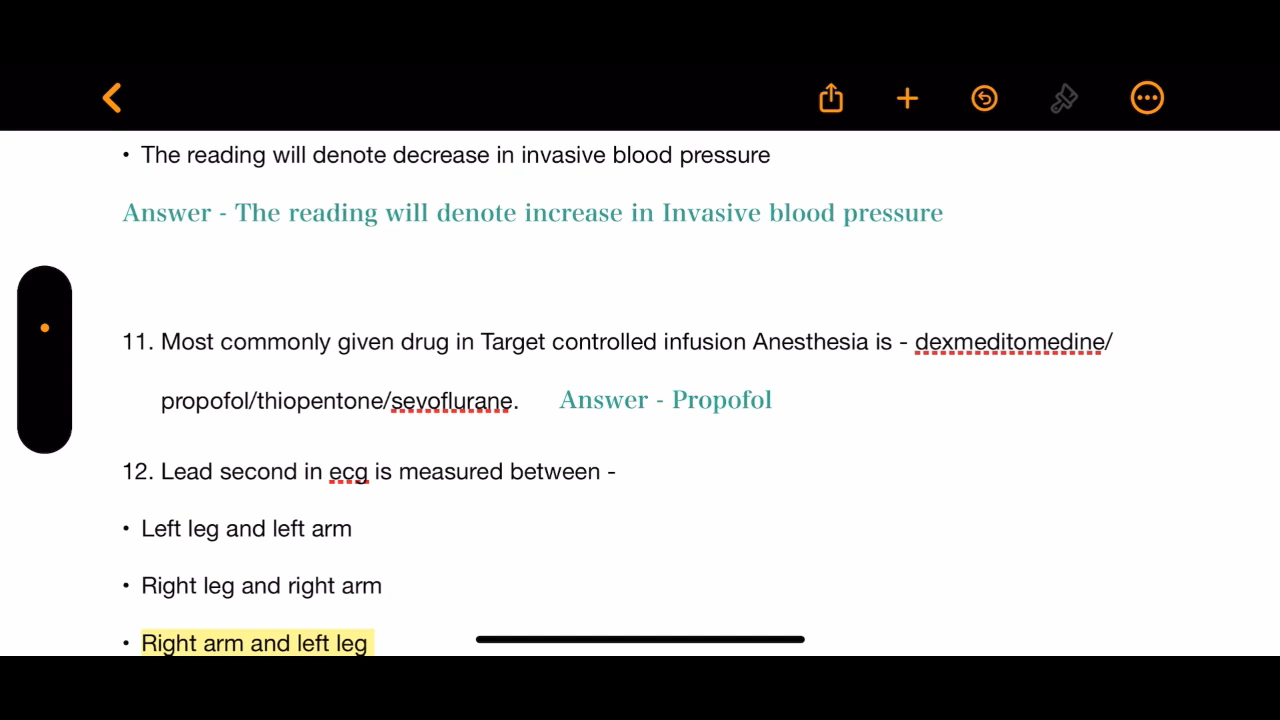 • The reading will denote decrease in invasive blood pressure
Answer - The reading will denote increase in Invasive blood pressure
11. Most commonly given drug in Target controlled infusion Anesthesia is - dexmeditomedine/
propofol/thiopentone/sevoflurane. Answer - Propofol
12. Lead second in ecg is measured between -
• Left leg and left arm
• Right leg and right arm
• Right arm and left leg